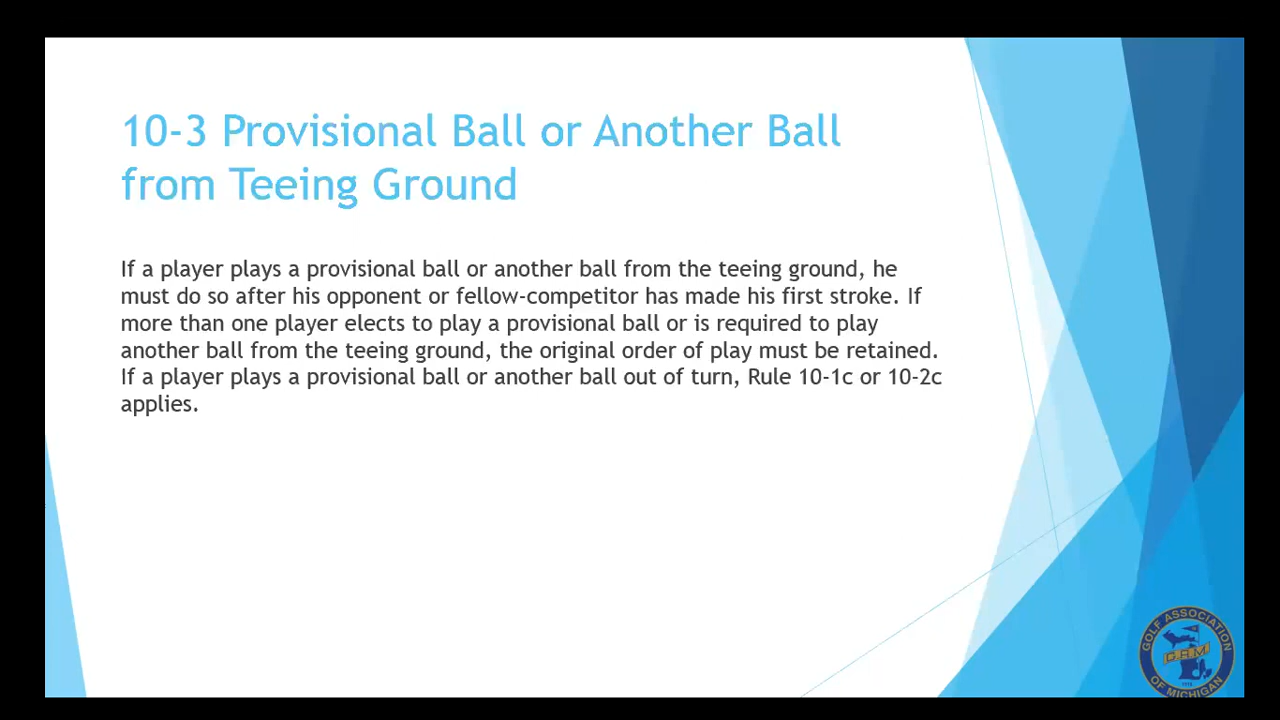 10-3 Provisional Ball or Another Ball
from Teeing Ground
If a player plays a provisional ball or another ball from the teeing ground, he
must do so after his opponent or fellow-competitor has made his first stroke. If
more than one player elects to play a provisional ball or is required to play
another ball from the teeing ground, the original order of play must be retained.
If a player plays a provisional ball or another ball out of turn, Rule 10-1c or 10-2c
applies.
GOLF ASSOCIATION
GAM
OF MICHIGAN